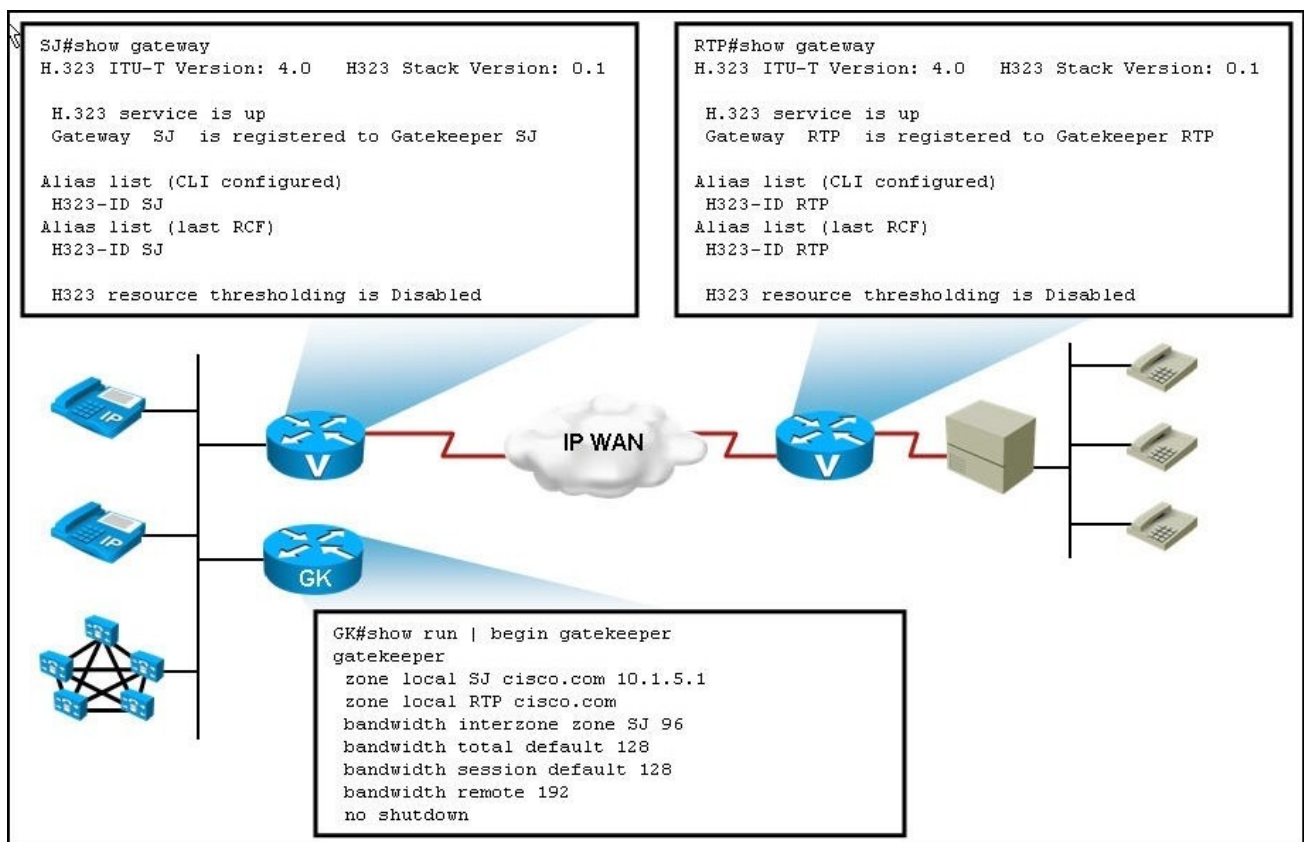 SJ#show gateway
H.323 ITU-T Version: 4.0 H323 Stack Version: 0.1
H.323 service is up
Gateway SJ is registered to Gatekeeper SJ
Alias list (CLI configured)
H323-ID SJ
Alias list (last RCF)
H323-ID SJ
H323 resource thresholding is Disabled
RTP#show gateway
H.323 ITU-T Version: 4.0 H323 Stack Version: 0.1
H.323 service is up
Gateway RTP is registered to Gatekeeper RTP
Alias list (CLI configured)
H323-ID RTP
Alias list (last RCF)
H323-ID RTP
H323 resource thresholding is Disabled
IP
V
IP WAN
V
IP
GK
GK#show run | begin gatekeeper
gatekeeper
zone local SJ cisco.com 10.1.5.1
zone local RTP cisco.com
bandwidth interzone zone SJ 96
bandwidth total default 128
bandwidth session default 128
bandwidth remote 192
no shutdown